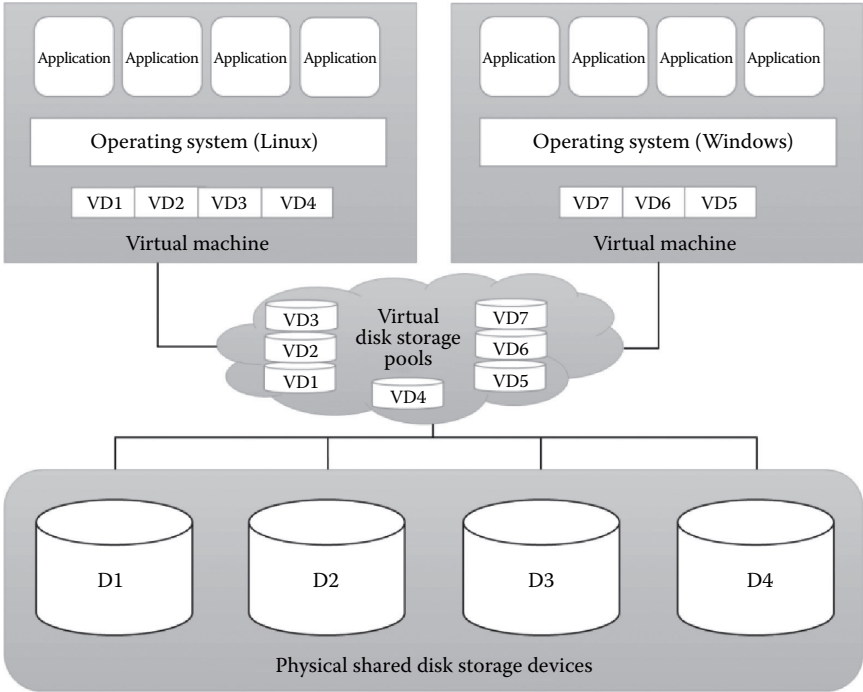 Application Application Application Application
Operating system (Linux)
VD1 VD2 VD3 VD4
Virtual machine
Application Application Application Application
Operating system (Windows)
VD7 VD6 VD5
Virtual machine
VD3
VD2
VD1
Virtual
disk storage
pools
VD4
VD7
VD6
VD5
D1 D2 D3 D4
Physical shared disk storage devices